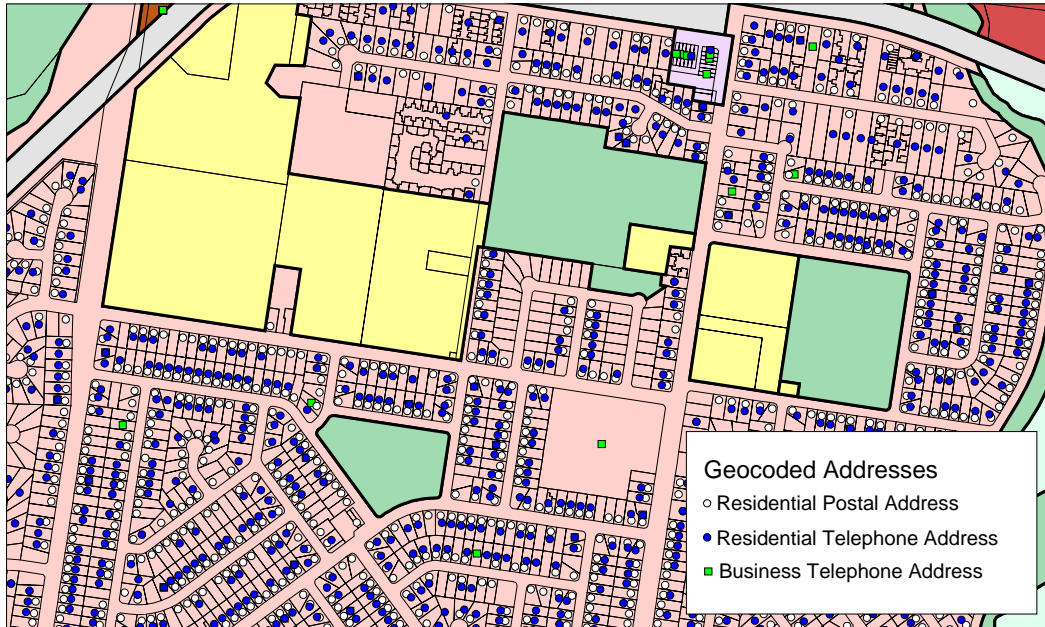 Geocoded Addresses
Residential Postal Address
Residential Telephone Address
Business Telephone Address